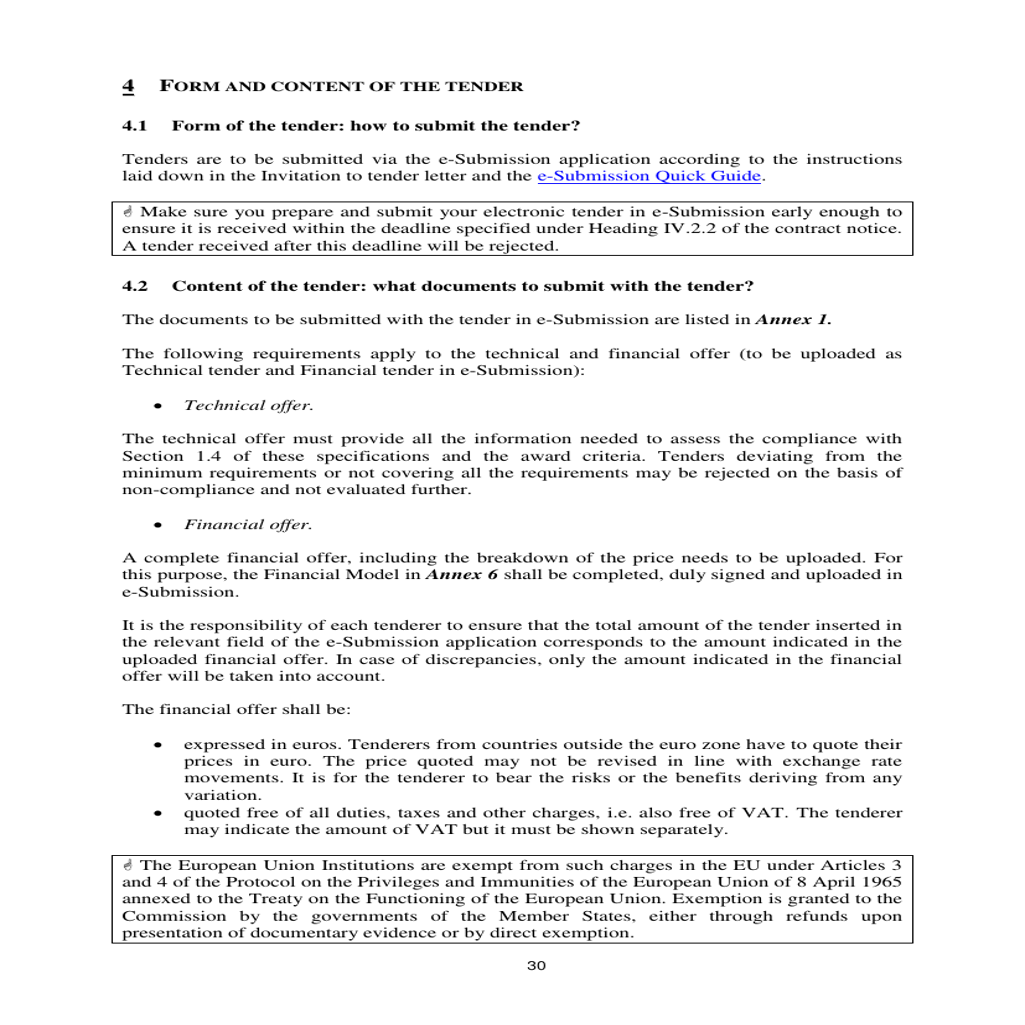 4 FORM AND CONTENT OF THE TENDER
4.1 Form of the tender: how to submit the tender?
Tenders are to be submitted via the e-Submission application according to the instructions
laid down in the Invitation to tender letter and the e-Submission Quick Guide.
Make sure you prepare and submit your electronic tender in e-Submission early enough to
ensure it is received within the deadline specified under Heading IV.2.2 of the contract notice.
A tender received after this deadline will be rejected.
4.2 Content of the tender: what documents to submit with the tender?
The documents to be submitted with the tender in e-Submission are listed in Annex 1.
The following requirements apply to the technical and financial offer (to be uploaded as
Technical tender and Financial tender in e-Submission):
• Technical offer.
The technical offer must provide all the information needed to assess the compliance with
Section 1.4 of these specifications and the award criteria. Tenders deviating from the
minimum requirements or not covering all the requirements may be rejected on the basis of
non-compliance and not evaluated further.
• Financial offer.
A complete financial offer, including the breakdown of the price needs to be uploaded. For
this purpose, the Financial Model in Annex 6 shall be completed, duly signed and uploaded in
e-Submission.
It is the responsibility of each tenderer to ensure that the total amount of the tender inserted in
the relevant field of the e-Submission application corresponds to the amount indicated in the
uploaded financial offer. In case of discrepancies, only the amount indicated in the financial
offer will be taken into account.
The financial offer shall be:
• expressed in euros. Tenderers from countries outside the euro zone have to quote their
prices in euro. The price quoted may not be revised in line with exchange rate
movements. It is for the tenderer to bear the risks or the benefits deriving from any
variation.
• quoted free of all duties, taxes and other charges, i.e. also free of VAT. The tenderer
may indicate the amount of VAT but it must be shown separately.
The European Union Institutions are exempt from such charges in the EU under Articles 3
and 4 of the Protocol on the Privileges and Immunities of the European Union of 8 April 1965
annexed to the Treaty on the Functioning of the European Union. Exemption is granted to the
Commission by the governments of the Member States, either through refunds upon
presentation of documentary evidence or by direct exemption.
30